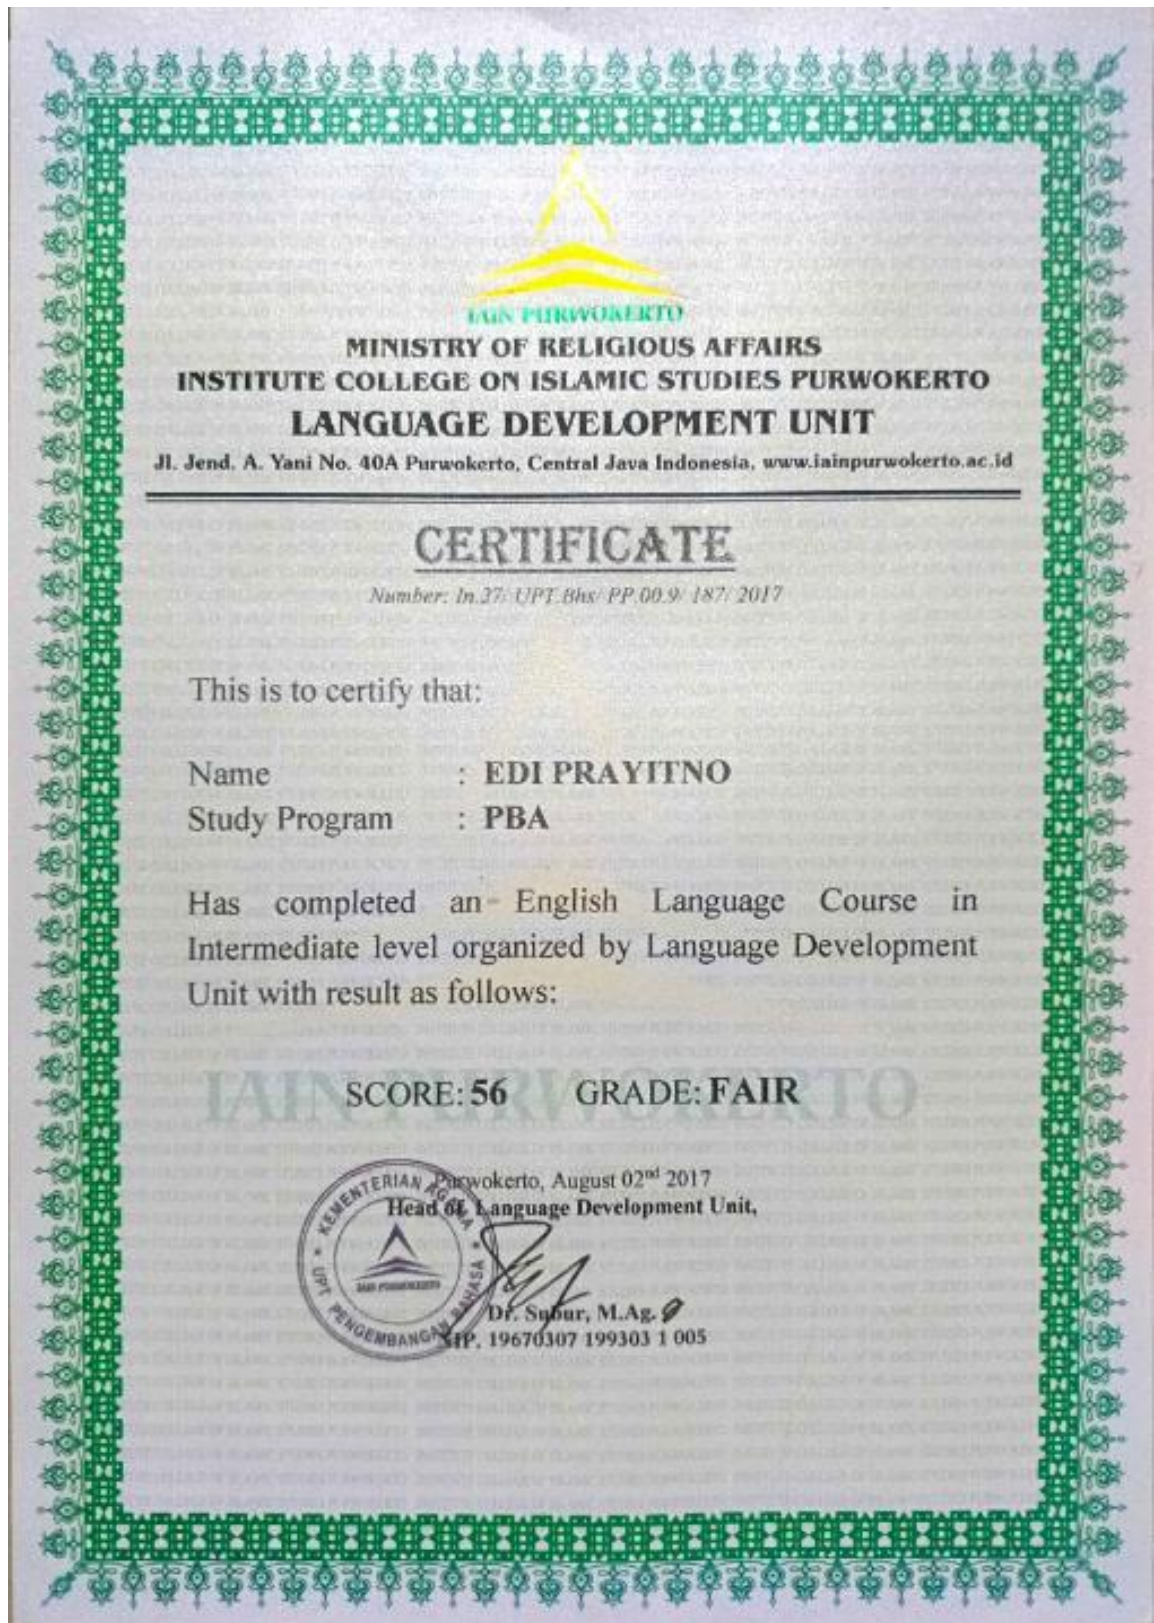 IAIN PURWOKERTO
MINISTRY OF RELIGIOUS AFFAIRS
INSTITUTE COLLEGE ON ISLAMIC STUDIES PURWOKERTO
LANGUAGE DEVELOPMENT UNIT
Jl. Jend. A. Yani No. 40A Purwokerto, Central Java Indonesia, www.iainpurwokerto.ac.id
CERTIFICATE
Number: In.27/ UPT.Bhs/ PP.00.9/ 187/ 2017
This is to certify that:
Name : EDI PRAYITNO
Study Program : PBA
Has completed an English Language Course in
Intermediate level organized by Language Development
Unit with result as follows:
IAIN PURWOKERTO
SCORE: 56 GRADE: FAIR
Purwokerto, August 02nd 2017
Head of Language Development Unit,
KEMENTERIAN AGAMA
IAIN PURWOKERTO
UPT PENGEMBANGAN BAHASA
Dr. Subur, M.Ag.
NIP. 19670307 199303 1 005